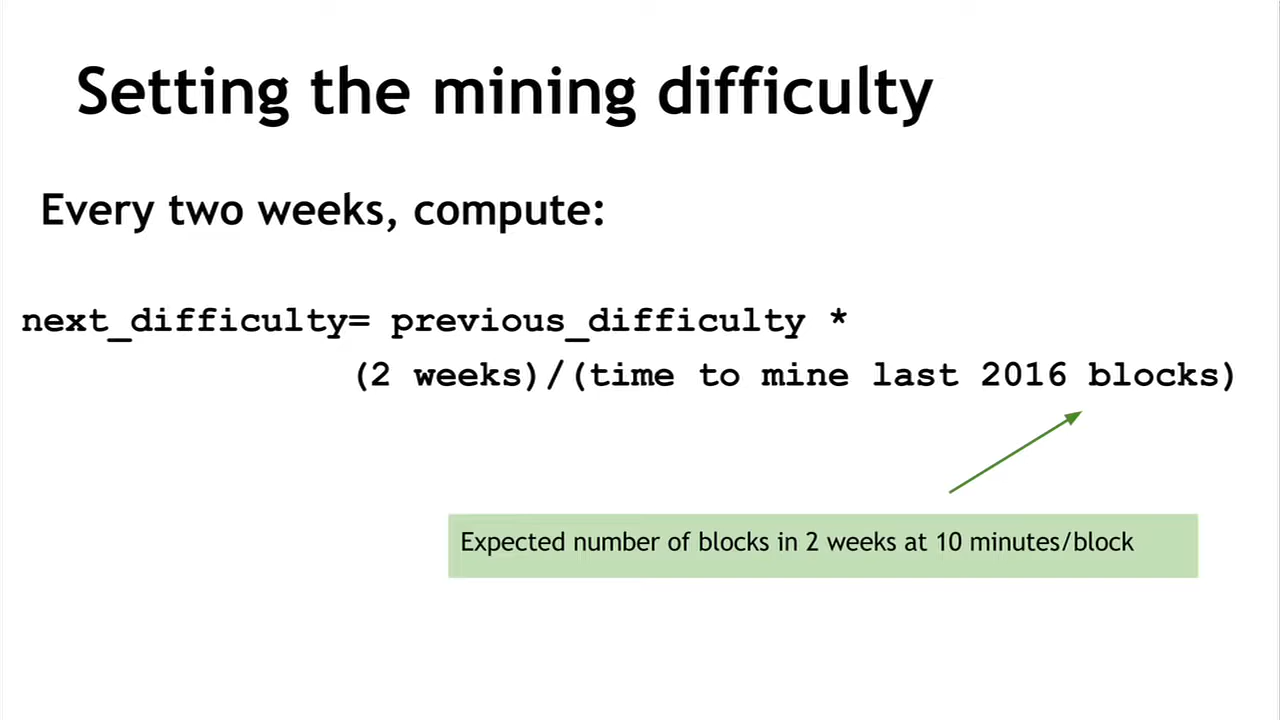 Setting the mining difficulty
Every two weeks, compute:
next_difficulty= previous_difficulty *
(2 weeks)/(time to mine last 2016 blocks)
Expected number of blocks in 2 weeks at 10 minutes/block